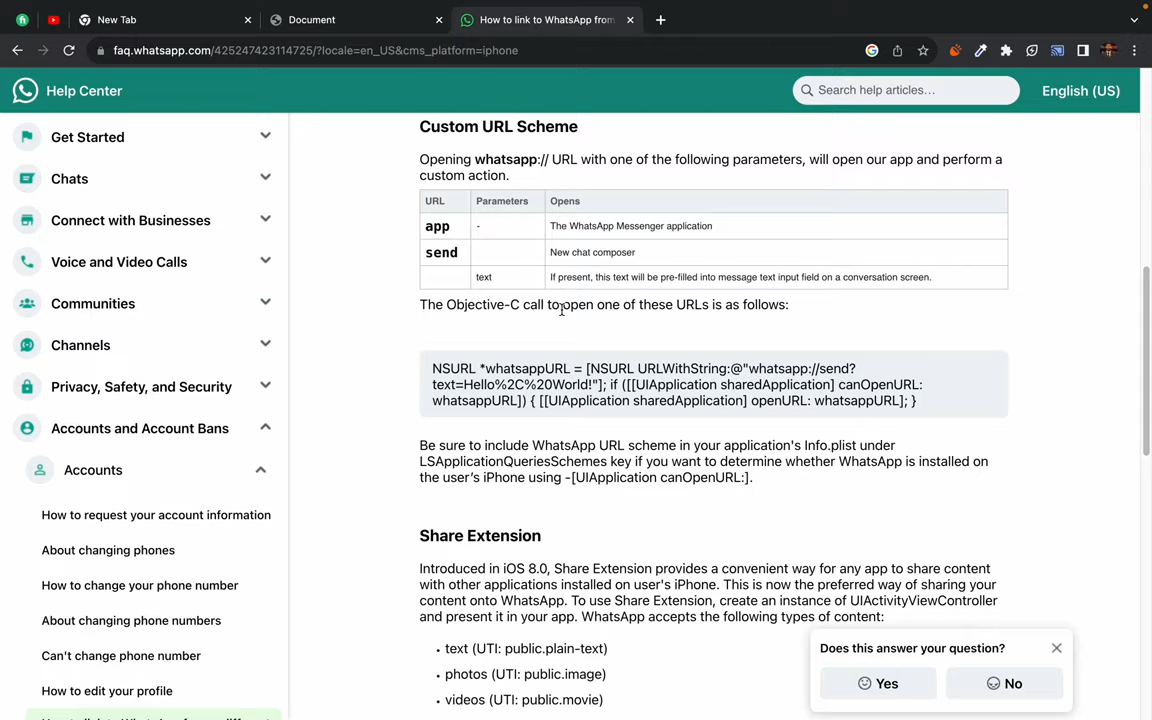 New Tab
Document
How to link to WhatsApp from
faq.whatsapp.com/425247423114725/?locale=en_US&cms_platform=iphone
Help Center
Search help articles...
English (US)
Get Started
Chats
Connect with Businesses
Voice and Video Calls
Communities
Channels
Privacy, Safety, and Security
Accounts and Account Bans
Accounts
How to request your account information
About changing phones
How to change your phone number
About changing phone numbers
Can't change phone number
How to edit your profile
Custom URL Scheme
Opening whatsapp:// URL with one of the following parameters, will open our app and perform a
custom action.
URL Parameters Opens
app - The WhatsApp Messenger application
send New chat composer
text If present, this text will be pre-filled into message text input field on a conversation screen.
The Objective-C call to open one of these URLs is as follows:
NSURL *whatsappURL = [NSURL URLWithString:@"whatsapp://send?
text=Hello%2C%20World!"]; if ([[UIApplication sharedApplication] canOpenURL:
whatsappURL]) { [[UIApplication sharedApplication] openURL: whatsappURL]; }
Be sure to include WhatsApp URL scheme in your application's Info.plist under
LSApplicationQueriesSchemes key if you want to determine whether WhatsApp is installed on
the user's iPhone using -[UIApplication canOpenURL:].
Share Extension
Introduced in iOS 8.0, Share Extension provides a convenient way for any app to share content
with other applications installed on user's iPhone. This is now the preferred way of sharing your
content onto WhatsApp. To use Share Extension, create an instance of UIActivityViewController
and present it in your app. WhatsApp accepts the following types of content:
• text (UTI: public.plain-text)
• photos (UTI: public.image)
• videos (UTI: public.movie)
Does this answer your question?
Yes
No